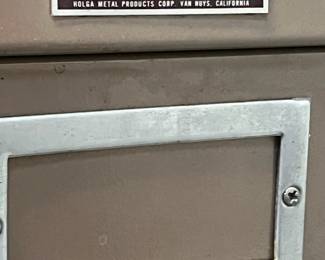 HOLGA METAL PRODUCTS CORP. VAN NUYS, CALIFORNIA